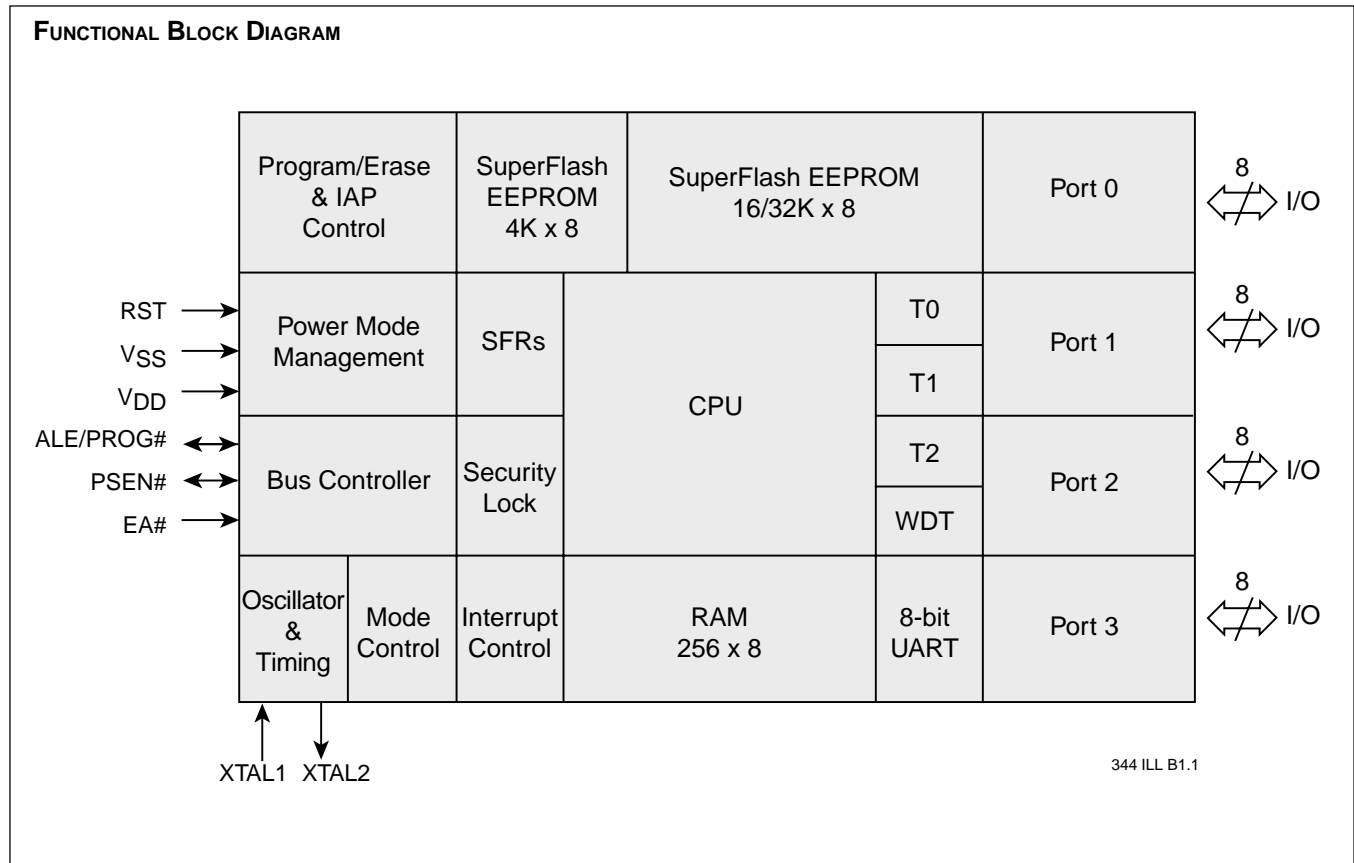 FUNCTIONAL BLOCK DIAGRAM
Program/Erase
& IAP
Control
SuperFlash
EEPROM
4K x 8
SuperFlash EEPROM
16/32K x 8
Port 0
8
I/O
RST
VSS
VDD
Power Mode
Management
SFRs
CPU
T0
T1
Port 1
8
I/O
ALE/PROG#
PSEN#
EA#
Bus Controller
Security
Lock
T2
WDT
Port 2
8
I/O
Oscillator
&
Timing
Mode
Control
Interrupt
Control
RAM
256 x 8
8-bit
UART
Port 3
8
I/O
XTAL1
XTAL2
344 ILL B1.1